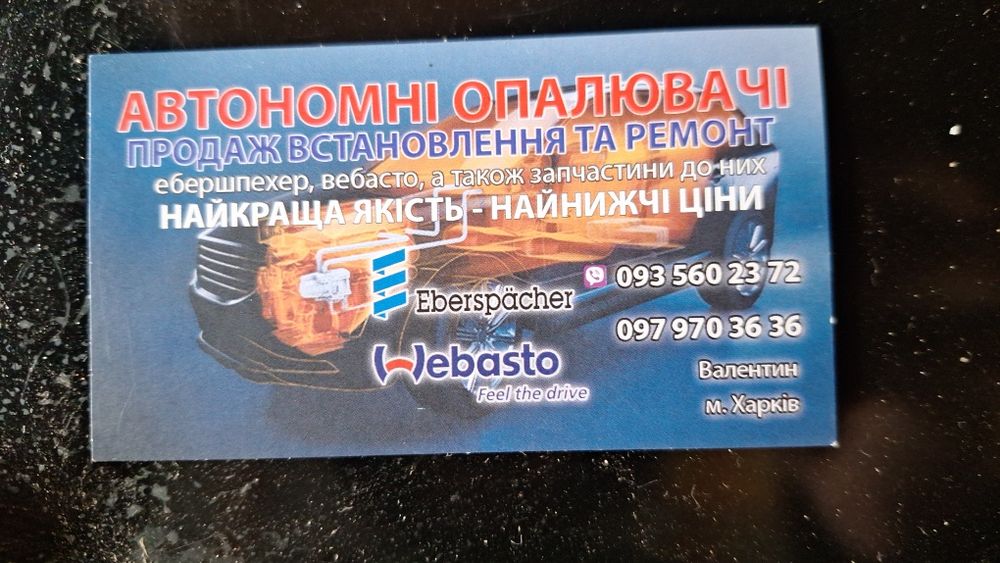 АВТОНОМНІ ОПАЛЮВАЧІ
ПРОДАЖ ВСТАНОВЛЕННЯ ТА РЕМОНТ
ебершпехер, вебасто, а також запчастини до них
НАЙКРАЩА ЯКІСТЬ - НАЙНИЖЧІ ЦІНИ
093 560 23 72
Eberspächer
097 970 36 36
Webasto
Feel the drive
Валентин
м. Харків